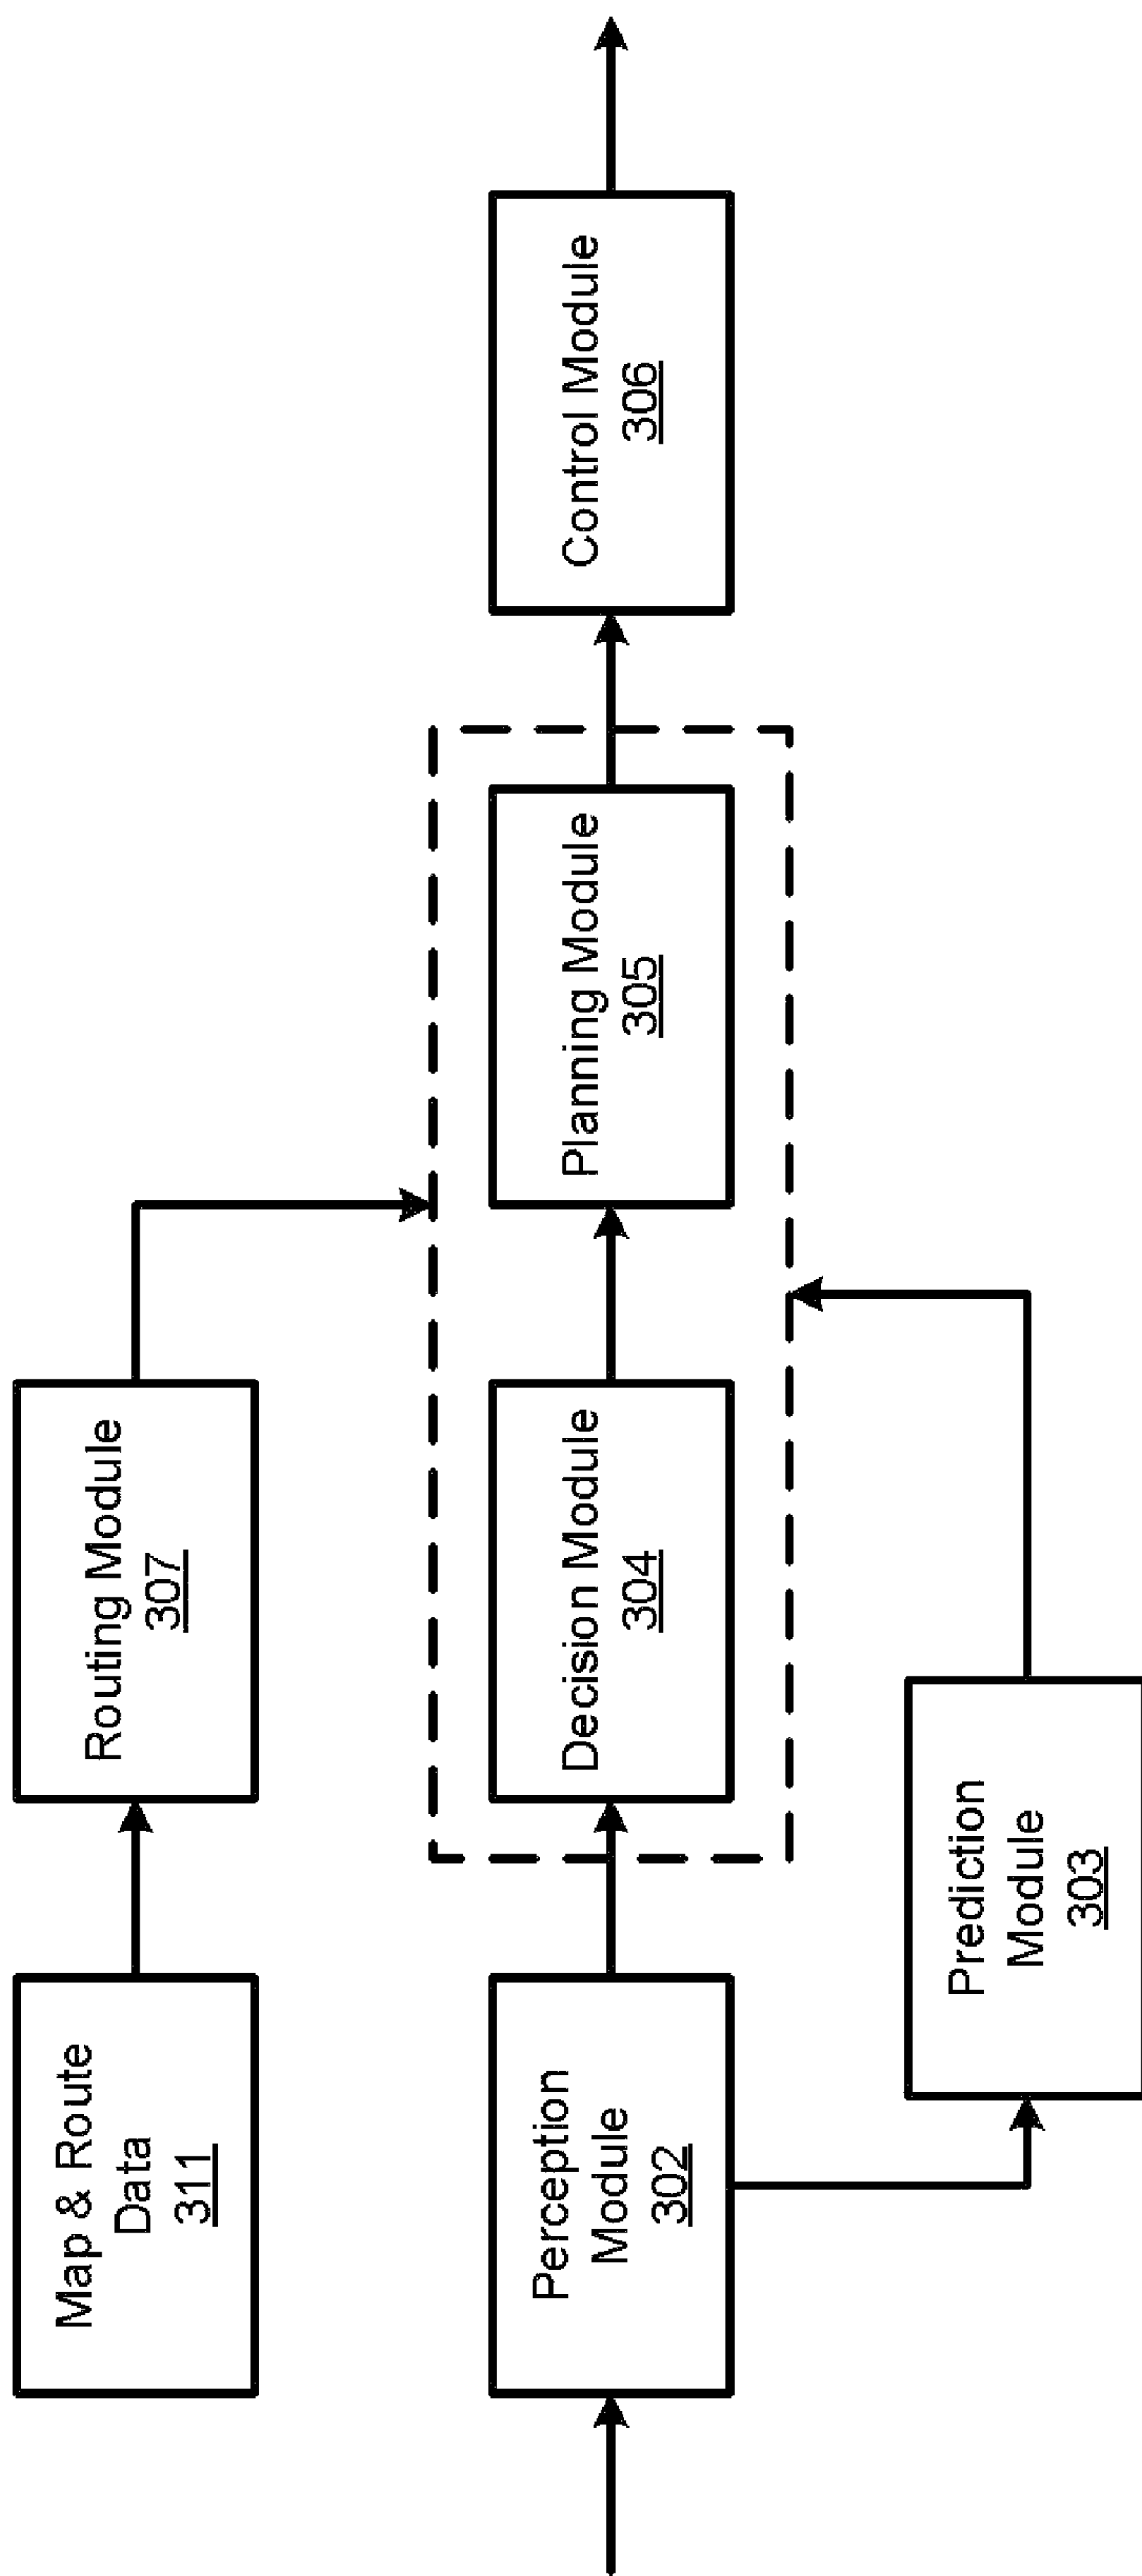 Map & Route
Data
311
Routing Module
307
Perception
Module
302
Decision Module
304
Planning Module
305
Control Module
306
Prediction
Module
303